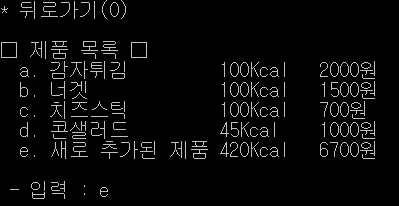 * 뒤로가기(0)
□ 제품 목록 □
a. 감자튀김 100Kcal 2000원
b. 너겟 100Kcal 1500원
c. 치즈스틱 100Kcal 700원
d. 콘샐러드 45Kcal 1000원
e. 새로 추가된 제품 420Kcal 6700원
- 입력 : e